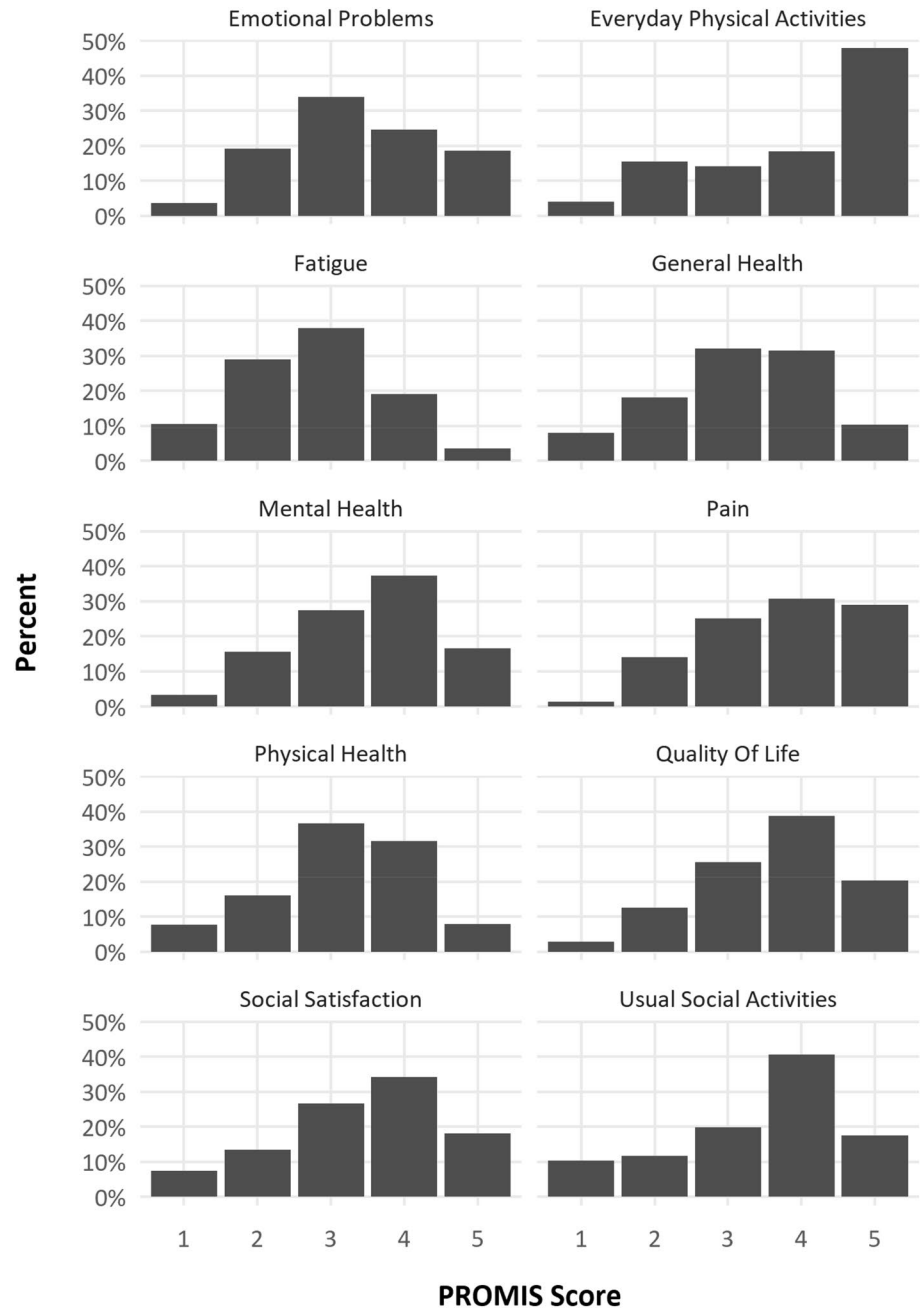 Emotional Problems
Everyday Physical Activities
50%
40%
30%
20%
10%
0%
Fatigue
General Health
50%
40%
30%
20%
10%
0%
Mental Health
Pain
50%
40%
30%
20%
10%
0%
Physical Health
Quality Of Life
50%
40%
30%
20%
10%
0%
Social Satisfaction
Usual Social Activities
50%
40%
30%
20%
10%
0%
Percent
1 2 3 4 5
1 2 3 4 5
PROMIS Score